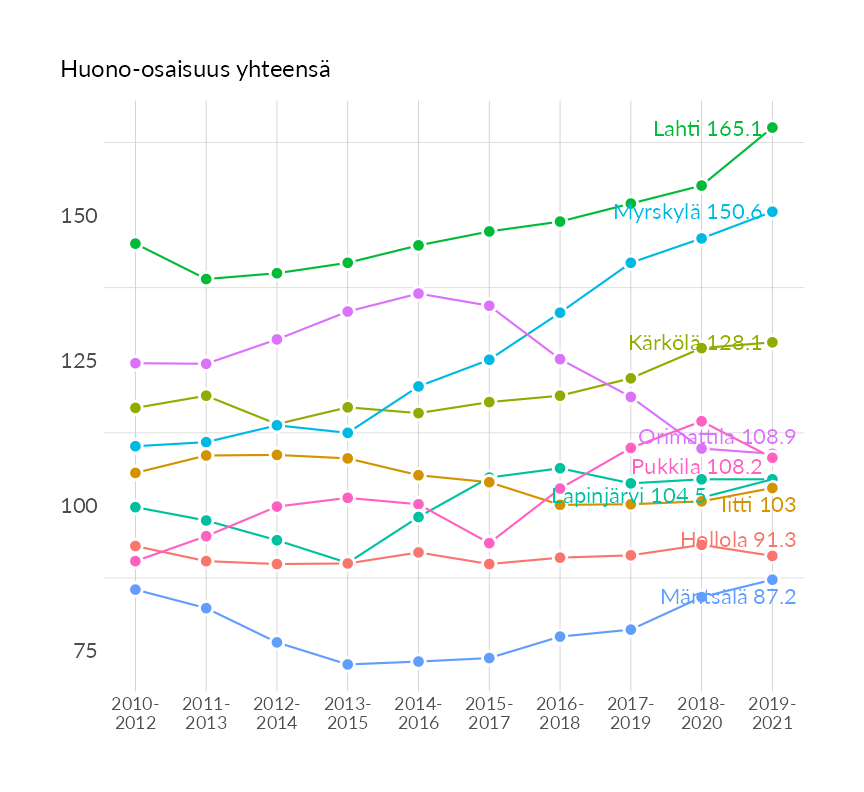 Huono-osaisuus yhteensä
Lahti 165.1
150
Myrskylä 150.6
Kärkölä 128.1
125
Orimattila 108.9
Pukkila 108.2
Lapinjärvi 104.5
100
Iitti 103
Hollola 91.3
Mäntsälä 87.2
75
2010- 2011- 2012- 2013- 2014- 2015- 2016- 2017- 2018- 2019-
2012 2013 2014 2015 2016 2017 2018 2019 2020 2021